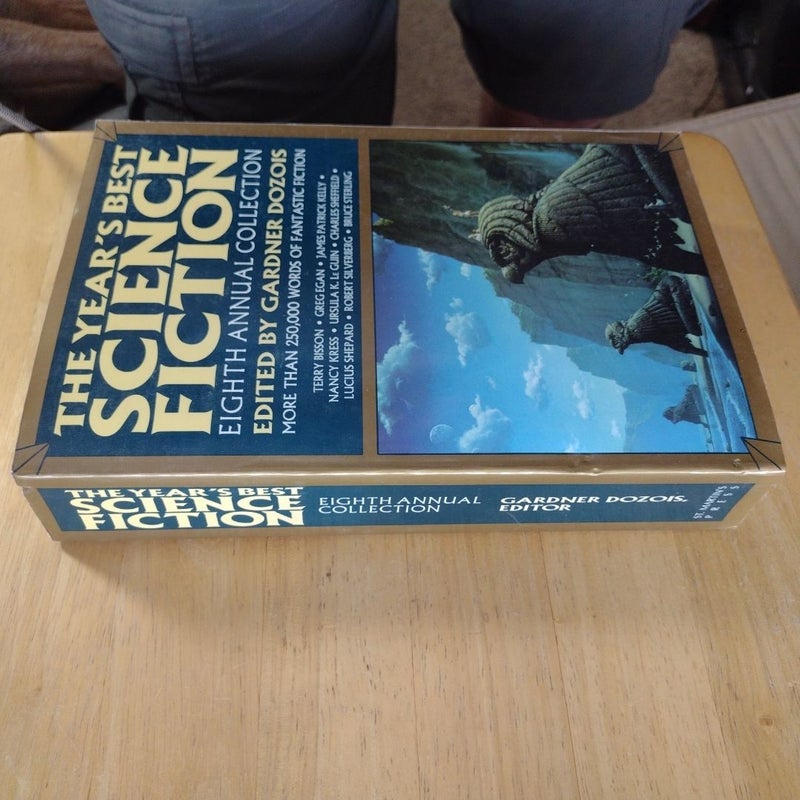 THE YEAR'S BEST
SCIENCE
FICTION
EIGHTH ANNUAL COLLECTION
EDITED BY GARDNER DOZOIS
MORE THAN 250,000 WORDS OF FANTASTIC FICTION
TERRY BISSON • GREG EGAN • JAMES PATRICK KELLY •
NANCY KRESS • URSULA K. LE GUIN • CHARLES SHEFFIELD •
LUCIUS SHEPARD • ROBERT SILVERBERG • BRUCE STERLING
THE YEAR'S BEST
SCIENCE
FICTION
EIGHTH ANNUAL
COLLECTION
GARDNER DOZOIS,
EDITOR
ST. MARTIN'S
PRESS